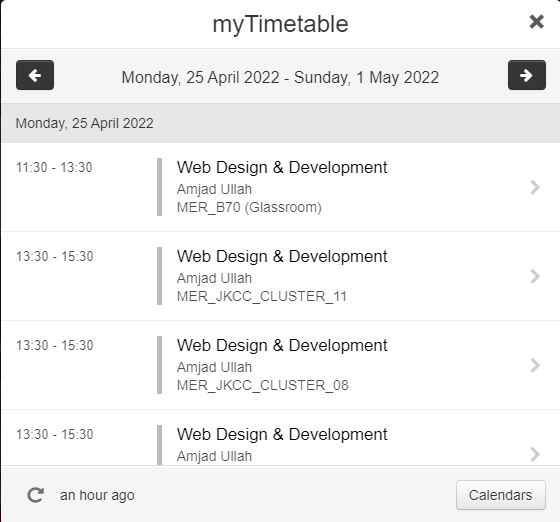 myTimetable
Monday, 25 April 2022 - Sunday, 1 May 2022
Monday, 25 April 2022
11:30 - 13:30
Web Design & Development
Amjad Ullah
MER_B70 (Glassroom)
13:30 - 15:30
Web Design & Development
Amjad Ullah
MER_JKCC_CLUSTER_11
13:30 - 15:30
Web Design & Development
Amjad Ullah
MER_JKCC_CLUSTER_08
13:30 - 15:30
Web Design & Development
Amjad Ullah
an hour ago
Calendars